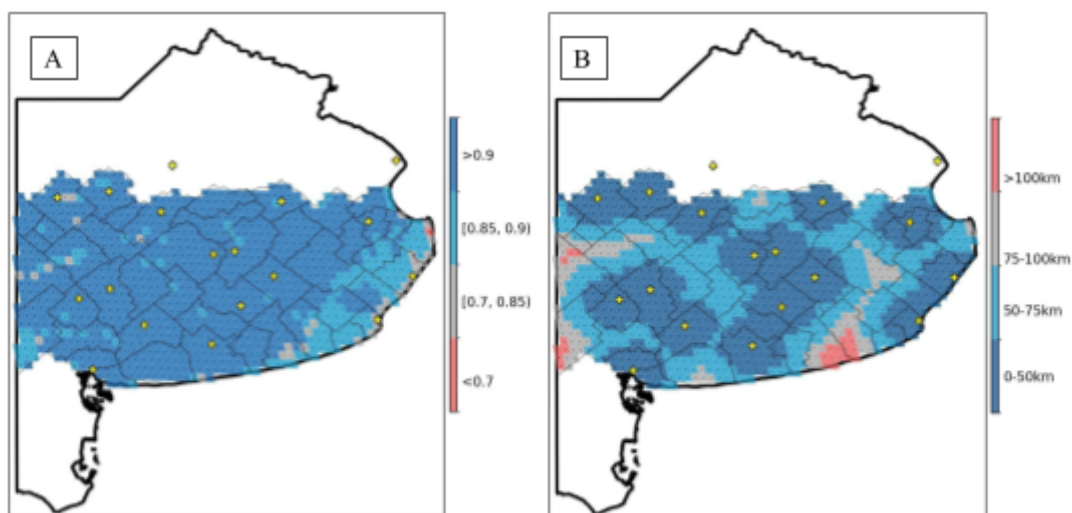 A
>0.9
[0.85, 0.9)
[0.7, 0.85)
<0.7
B
>100km
75-100km
50-75km
0-50km